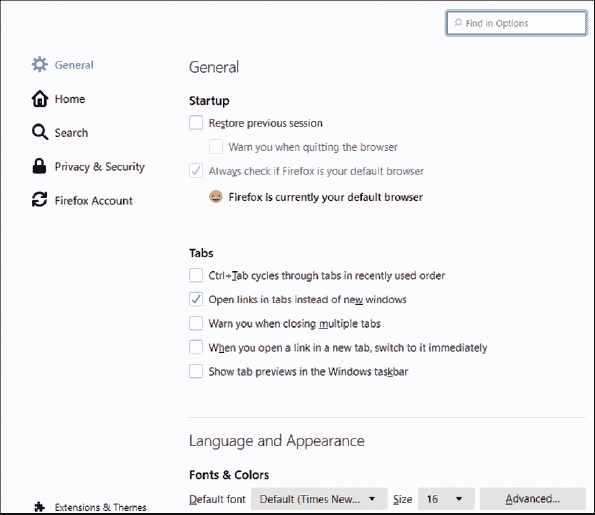 Find in Options
General
Home
Search
Privacy & Security
Firefox Account
Extensions & Themes
General
Startup
Restore previous session
Warn you when quitting the browser
Always check if Firefox is your default browser
Firefox is currently your default browser
Tabs
Ctrl+Tab cycles through tabs in recently used order
Open links in tabs instead of new windows
Warn you when closing multiple tabs
When you open a link in a new tab, switch to it immediately
Show tab previews in the Windows taskbar
Language and Appearance
Fonts & Colors
Default font Default (Times New... Size 16 Advanced...